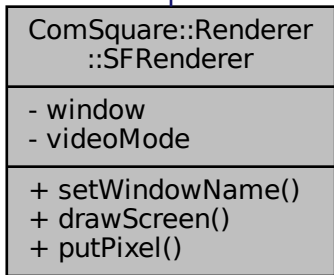 ComSquare::Renderer
::SFRenderer
- window
- videoMode
+ setWindowName()
+ drawScreen()
+ putPixel()